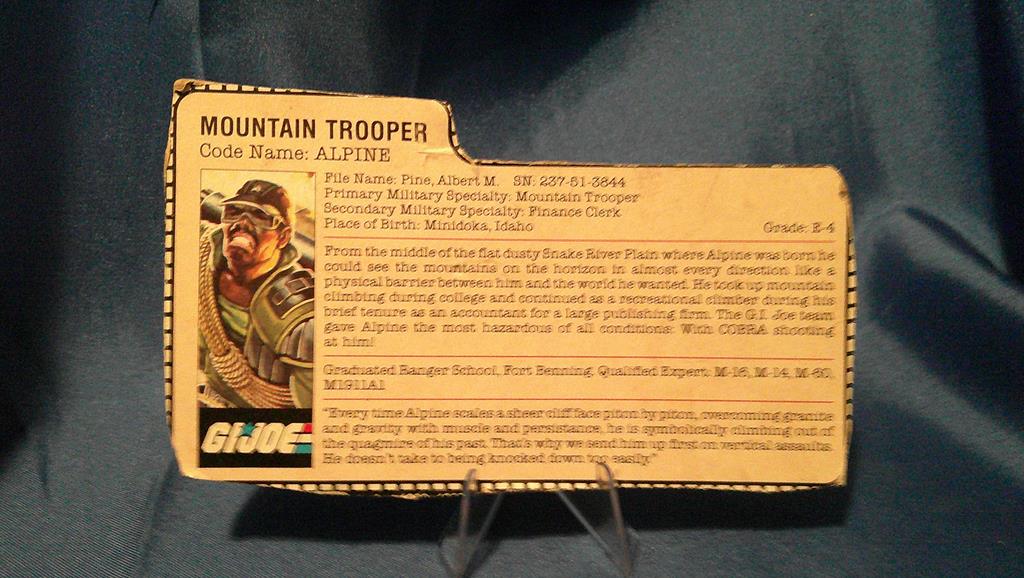 MOUNTAIN TROOPER
Code Name: ALPINE
File Name: Pine, Albert M. SN: 237-51-3844
Primary Military Specialty: Mountain Trooper
Secondary Military Specialty: Finance Clerk
Place of Birth: Minidoka, Idaho Grade: E-4
From the middle of the flat dusty Snake River Plain where Alpine was born he
could see the mountains on the horizon in almost every direction like a
physical barrier between him and the world he wanted. He took up mountain
climbing during college and continued as a recreational climber during his
brief tenure as an accountant for a large publishing firm. The G.I. Joe team
gave Alpine the most hazardous of all conditions: With COBRA shooting
at him!
Graduated Ranger School, Fort Benning. Qualified Expert: M-16, M-14, M-60,
M1911A1
"Every time Alpine scales a sheer cliff face piton by piton, overcoming granite
and gravity with muscle and persistance, he is symbolically climbing out of
the quagmire of his past. That's why we send him up first on vertical assaults.
He doesn't take to being knocked down too easily."
GI JOE